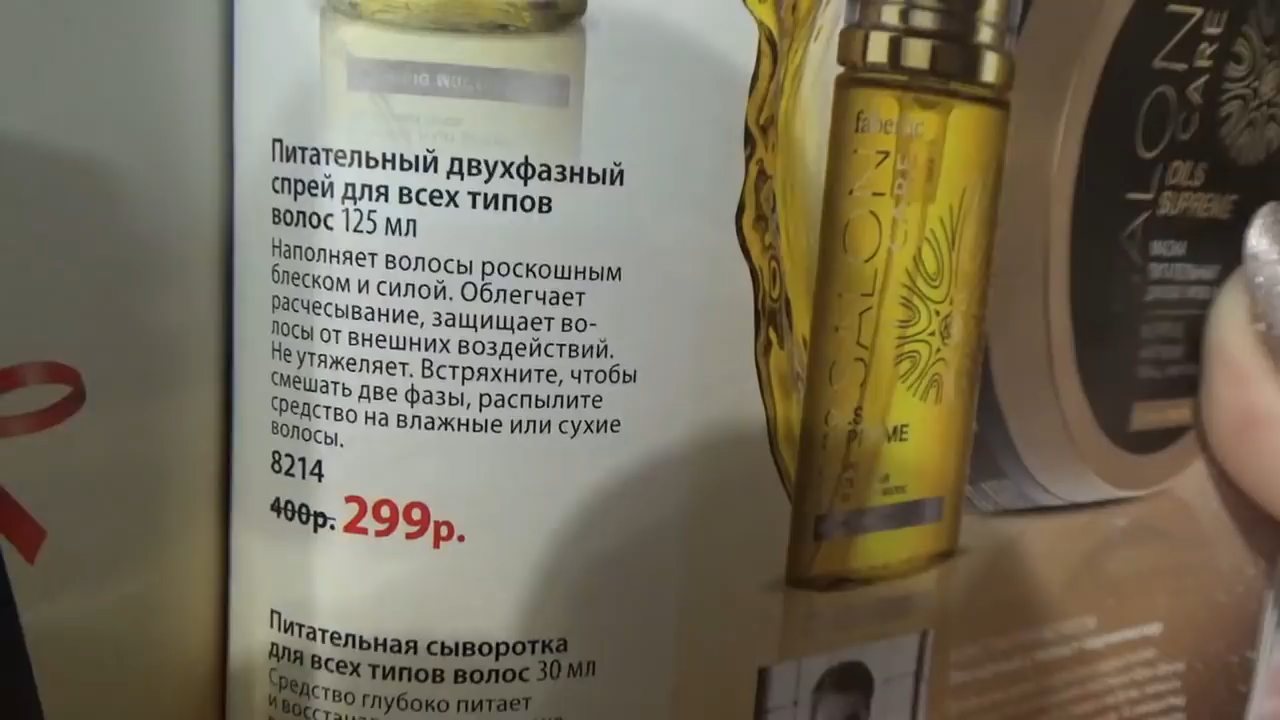 Питательный двухфазный
спрей для всех типов
волос 125 мл
Наполняет волосы роскошным
блеском и силой. Облегчает
расчесывание, защищает во-
лосы от внешних воздействий.
Не утяжеляет. Встряхните, чтобы
смешать две фазы, распылите
средство на влажные или сухие
волосы.
8214
400р. 299р.
Питательная сыворотка
для всех типов волос 30 мл
Средство глубоко питает
faberlic
SALON
CARE
CARE
OILS
SUPREME